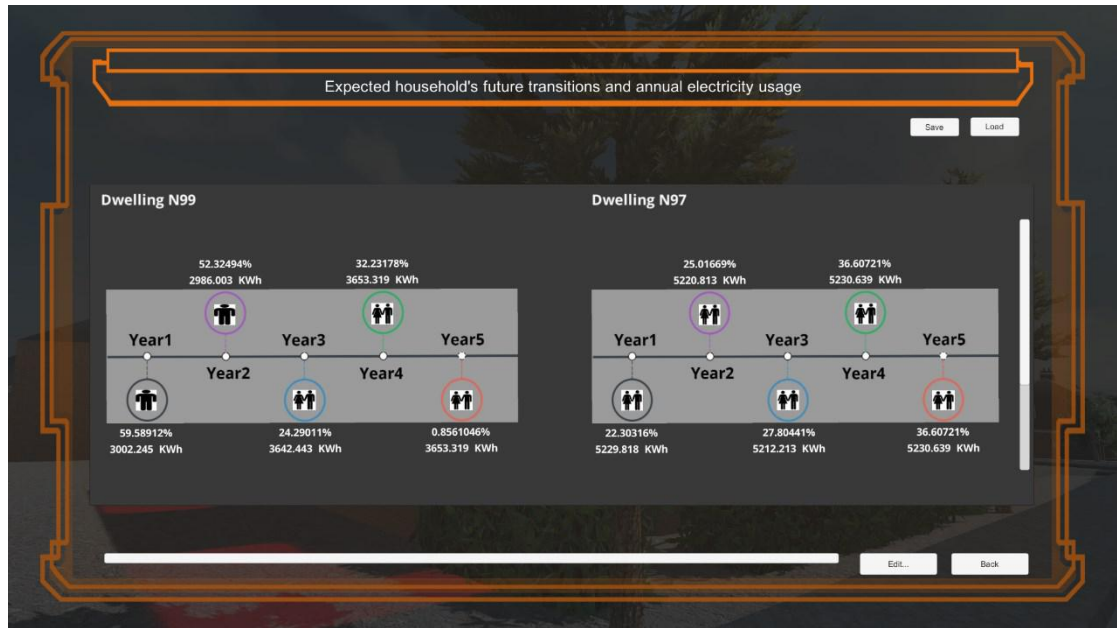 Expected household's future transitions and annual electricity usage
Save
Load
Dwelling N99
52.32494%
2986.003 KWh
32.23178%
3653.319 KWh
Year1
Year3
Year5
Year2
Year4
59.58912%
3002.245 KWh
24.29011%
3642.443 KWh
0.8561046%
3653.319 KWh
Dwelling N97
25.01669%
5220.813 KWh
36.60721%
5230.639 KWh
Year1
Year3
Year5
Year2
Year4
22.30316%
5229.818 KWh
27.80441%
5212.213 KWh
36.60721%
5230.639 KWh
Edit...
Back